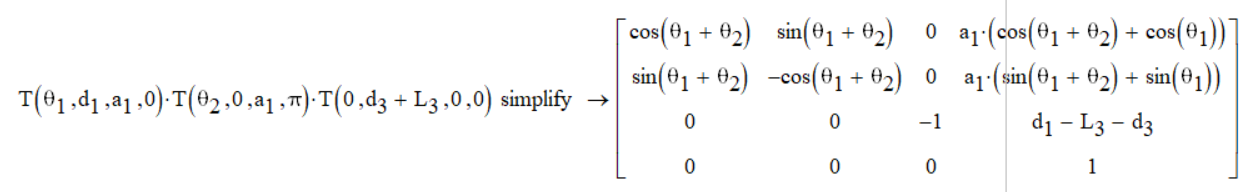 T(θ₁,d₁,a₁,0)·T(θ₂,0,a₁,π)·T(0,d₃ + L₃,0,0) simplify →
cos(θ₁ + θ₂) sin(θ₁ + θ₂) 0 a₁·(cos(θ₁ + θ₂) + cos(θ₁))
sin(θ₁ + θ₂) −cos(θ₁ + θ₂) 0 a₁·(sin(θ₁ + θ₂) + sin(θ₁))
0 0 −1 d₁ − L₃ − d₃
0 0 0 1